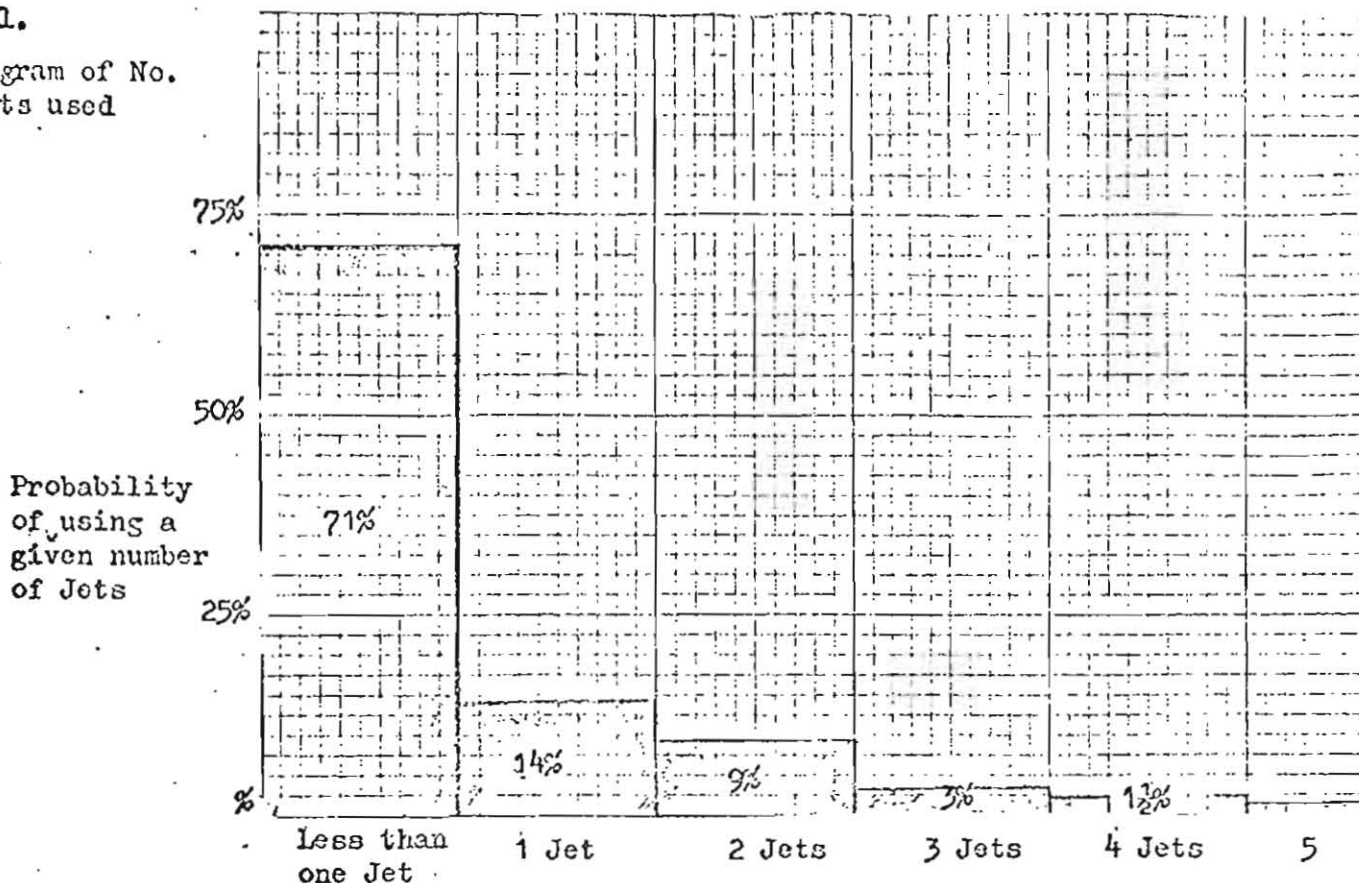 1.
gram of No.
ts used
75%
50%
Probability
of using a
given number
of Jets
71%
25%
14%
9%
3%
1½%
%
Less than
one Jet
1 Jet
2 Jets
3 Jets
4 Jets
5